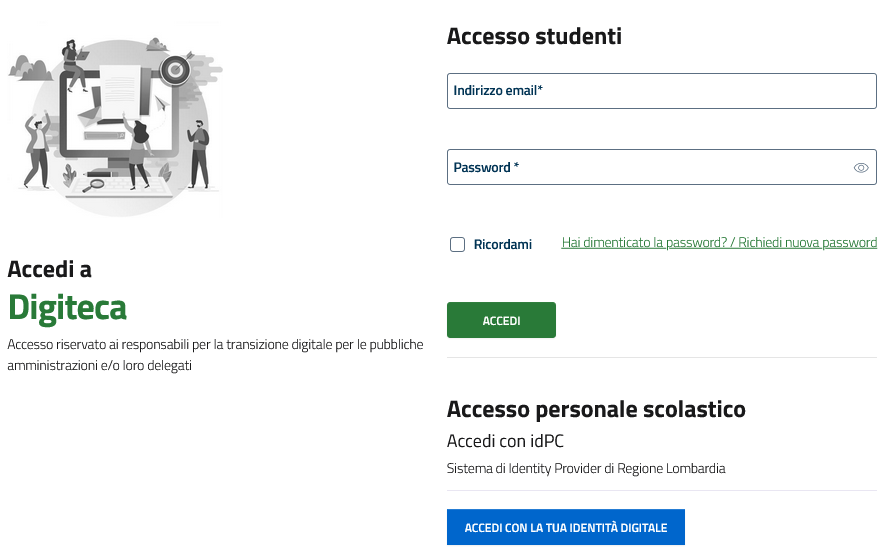 Accedi a
Digiteca
Accesso riservato ai responsabili per la transizione digitale per le pubbliche
amministrazioni e/o loro delegati
Accesso studenti
Indirizzo email*
Password *
Ricordami
Hai dimenticato la password? / Richiedi nuova password
ACCEDI
Accesso personale scolastico
Accedi con idPC
Sistema di Identity Provider di Regione Lombardia
ACCEDI CON LA TUA IDENTITÀ DIGITALE